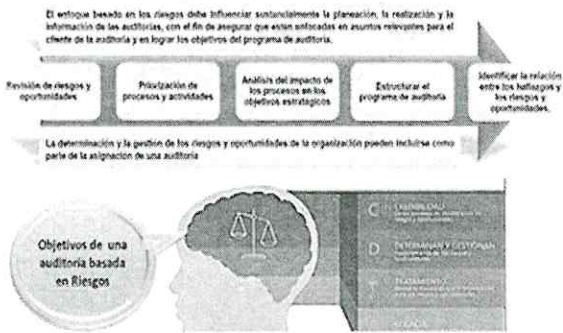 El enfoque basado en los riesgos debe influenciar sustancialmente la planeación, la realización y la
información de las auditorías, con el fin de asegurar que estén enfocadas en asuntos relevantes para el
cliente de la auditoría y en lograr los objetivos del programa de auditoría.
Revisión de riesgos y
oportunidades
Priorización de
procesos y actividades
Análisis del impacto de
los procesos en los
objetivos estratégicos
Estructurar el
programa de auditoría
Identificar la relación
entre los hallazgos y
los riesgos y
oportunidades.
La determinación y la gestión de los riesgos y oportunidades de la organización pueden incluirse como
parte de la asignación de una auditoría
Objetivos de una
auditoría basada
en Riesgos
C
CREDIBILIDAD
D
DETERMINAN Y GESTIONAN
T
TRATAMIENTO